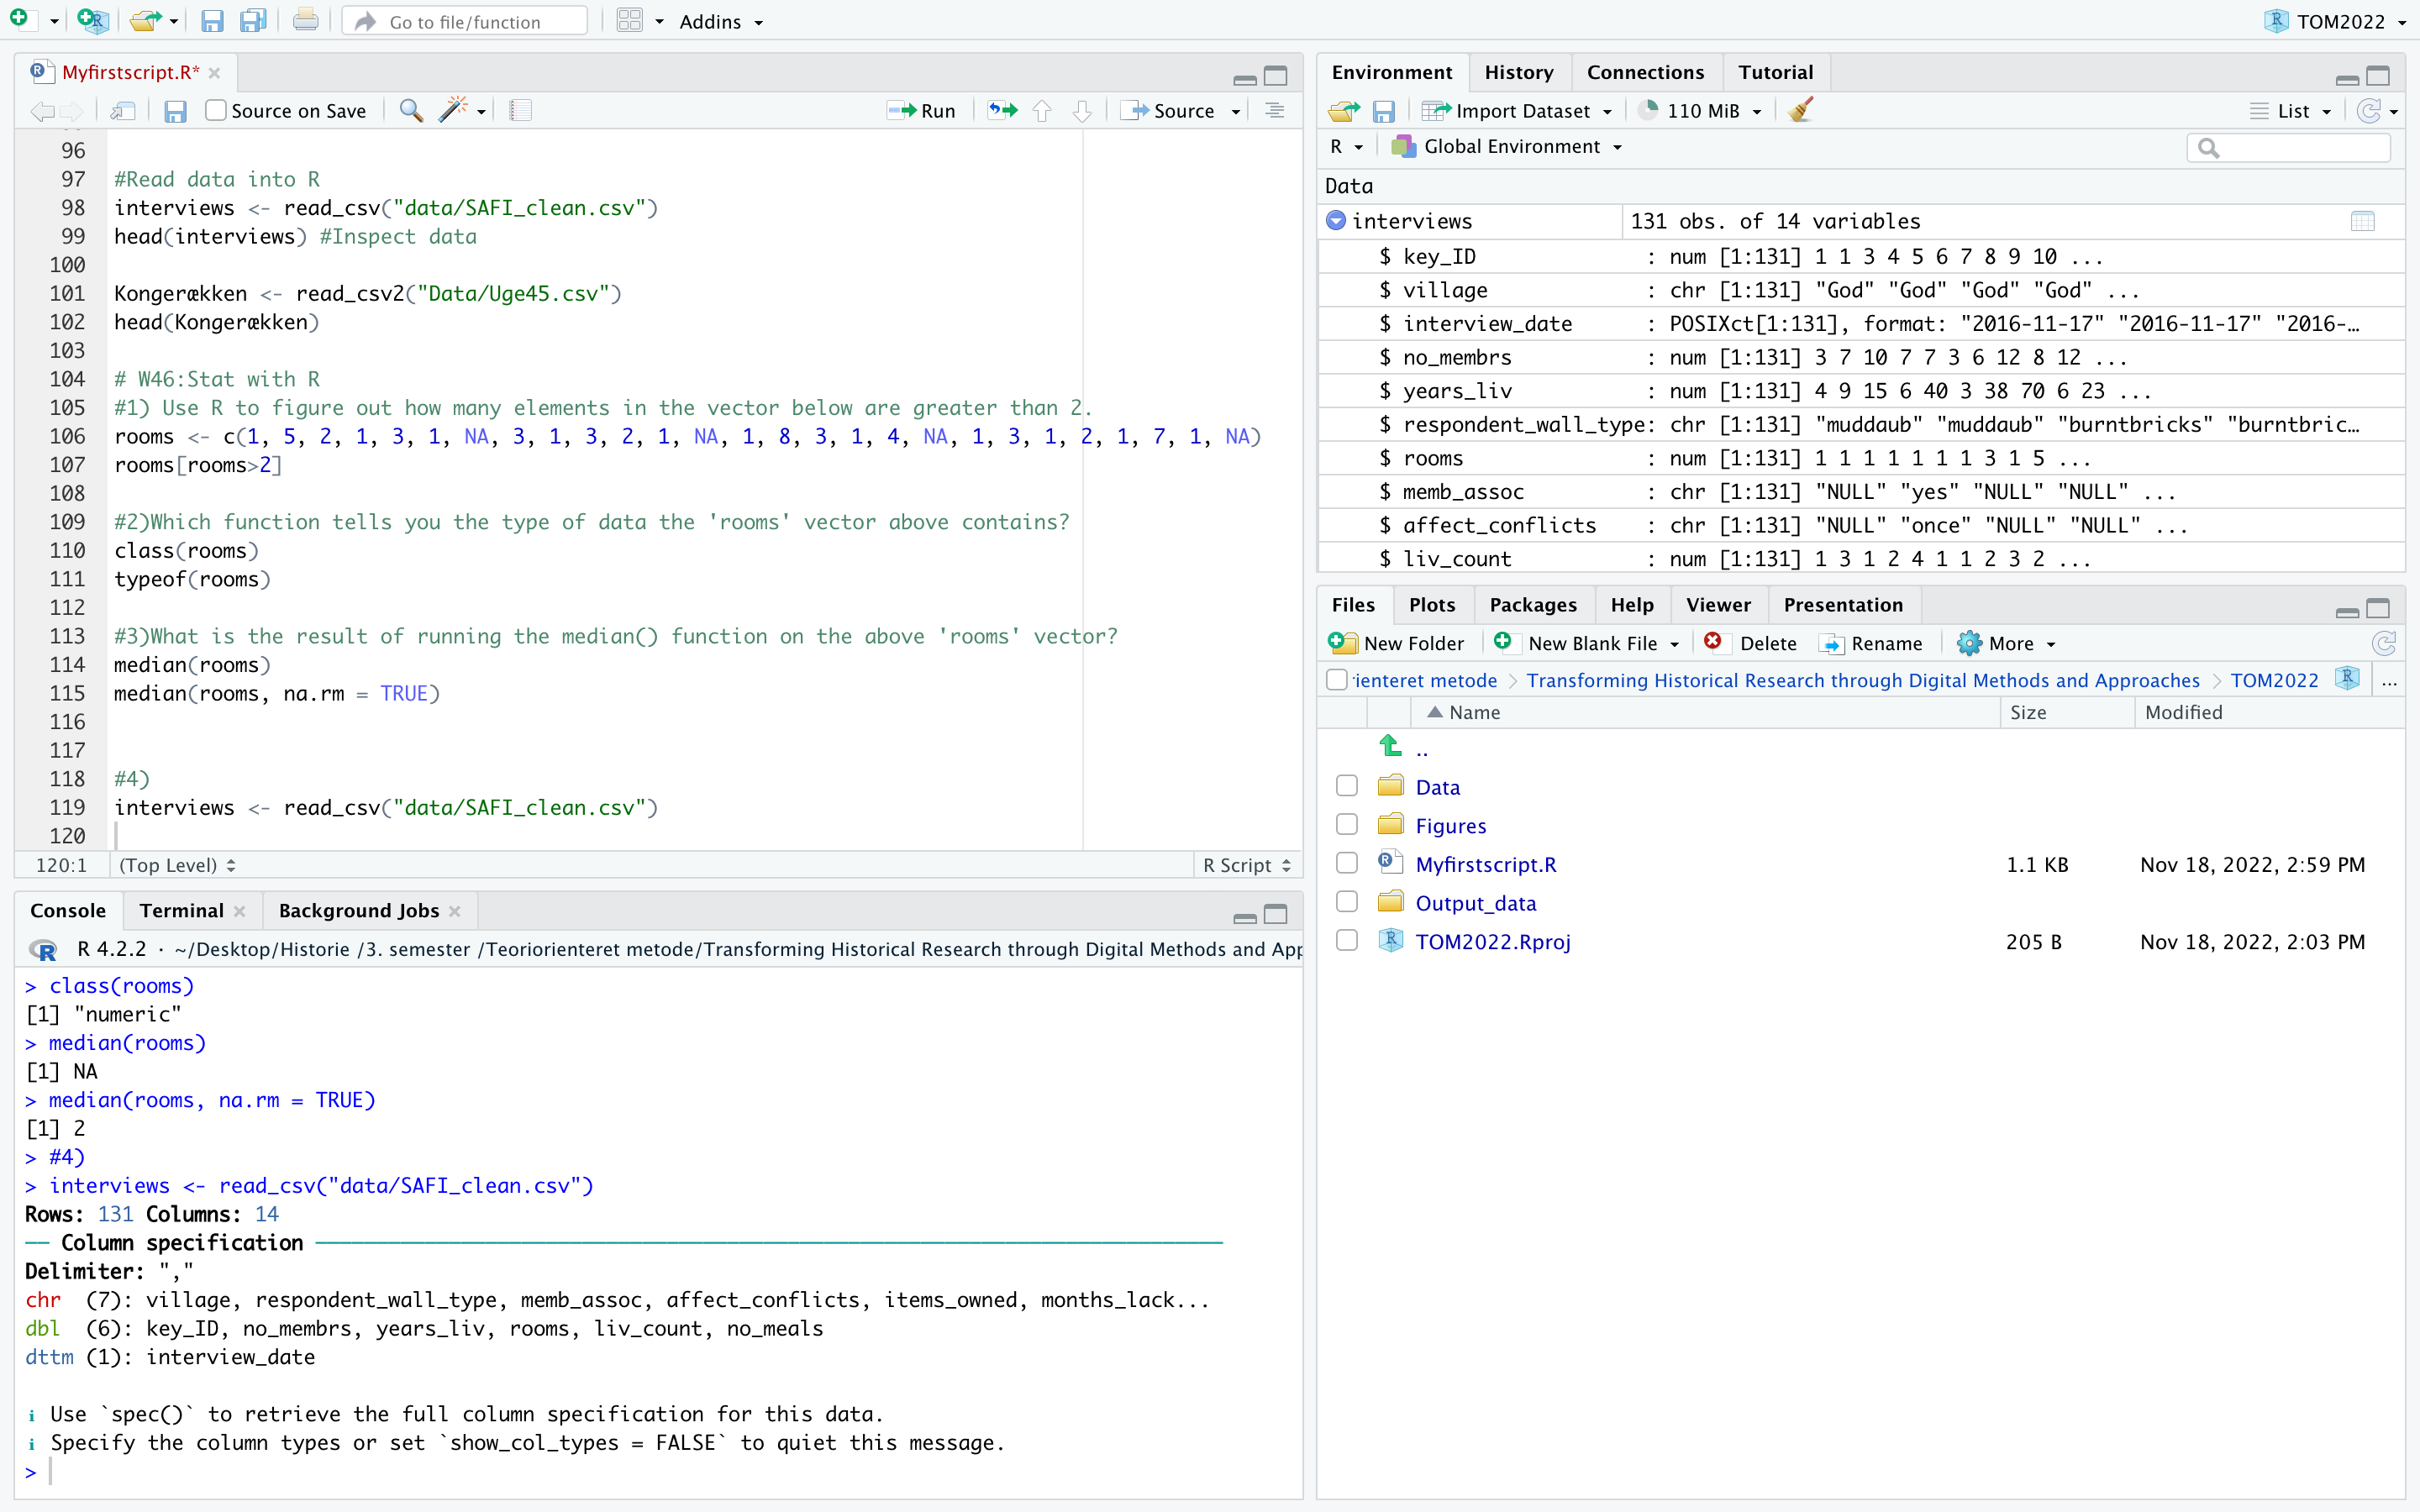 Go to file/function
Addins
TOM2022
Myfirstscript.R*
Source on Save
Run
Source
96
97 #Read data into R
98 interviews <- read_csv("data/SAFI_clean.csv")
99 head(interviews) #Inspect data
100
101 Kongerækken <- read_csv2("Data/Uge45.csv")
102 head(Kongerækken)
103
104 # W46:Stat with R
105 #1) Use R to figure out how many elements in the vector below are greater than 2.
106 rooms <- c(1, 5, 2, 1, 3, 1, NA, 3, 1, 3, 2, 1, NA, 1, 8, 3, 1, 4, NA, 1, 3, 1, 2, 1, 7, 1, NA)
107 rooms[rooms>2]
108
109 #2)Which function tells you the type of data the 'rooms' vector above contains?
110 class(rooms)
111 typeof(rooms)
112
113 #3)What is the result of running the median() function on the above 'rooms' vector?
114 median(rooms)
115 median(rooms, na.rm = TRUE)
116
117
118 #4)
119 interviews <- read_csv("data/SAFI_clean.csv")
120
120:1 (Top Level) R Script
Console Terminal Background Jobs
R 4.2.2 · ~/Desktop/Historie /3. semester /Teoriorienteret metode/Transforming Historical Research through Digital Methods and App
> class(rooms)
[1] "numeric"
> median(rooms)
[1] NA
> median(rooms, na.rm = TRUE)
[1] 2
> #4)
> interviews <- read_csv("data/SAFI_clean.csv")
Rows: 131 Columns: 14
── Column specification ──
Delimiter: ","
chr (7): village, respondent_wall_type, memb_assoc, affect_conflicts, items_owned, months_lack...
dbl (6): key_ID, no_membrs, years_liv, rooms, liv_count, no_meals
dttm (1): interview_date
ℹ Use `spec()` to retrieve the full column specification for this data.
ℹ Specify the column types or set `show_col_types = FALSE` to quiet this message.
>
Environment History Connections Tutorial
Import Dataset 110 MiB List
R Global Environment
Data
interviews 131 obs. of 14 variables
$ key_ID : num [1:131] 1 1 3 4 5 6 7 8 9 10 ...
$ village : chr [1:131] "God" "God" "God" "God" ...
$ interview_date : POSIXct[1:131], format: "2016-11-17" "2016-11-17" "2016-…
$ no_membrs : num [1:131] 3 7 10 7 7 3 6 12 8 12 ...
$ years_liv : num [1:131] 4 9 15 6 40 3 38 70 6 23 ...
$ respondent_wall_type: chr [1:131] "muddaub" "muddaub" "burntbricks" "burntbric…
$ rooms : num [1:131] 1 1 1 1 1 1 1 3 1 5 ...
$ memb_assoc : chr [1:131] "NULL" "yes" "NULL" "NULL" ...
$ affect_conflicts : chr [1:131] "NULL" "once" "NULL" "NULL" ...
$ liv_count : num [1:131] 1 3 1 2 4 1 1 2 3 2 ...
Files Plots Packages Help Viewer Presentation
New Folder New Blank File Delete Rename More
ienteret metode > Transforming Historical Research through Digital Methods and Approaches > TOM2022 ...
Name Size Modified
..
Data
Figures
Myfirstscript.R 1.1 KB Nov 18, 2022, 2:59 PM
Output_data
TOM2022.Rproj 205 B Nov 18, 2022, 2:03 PM